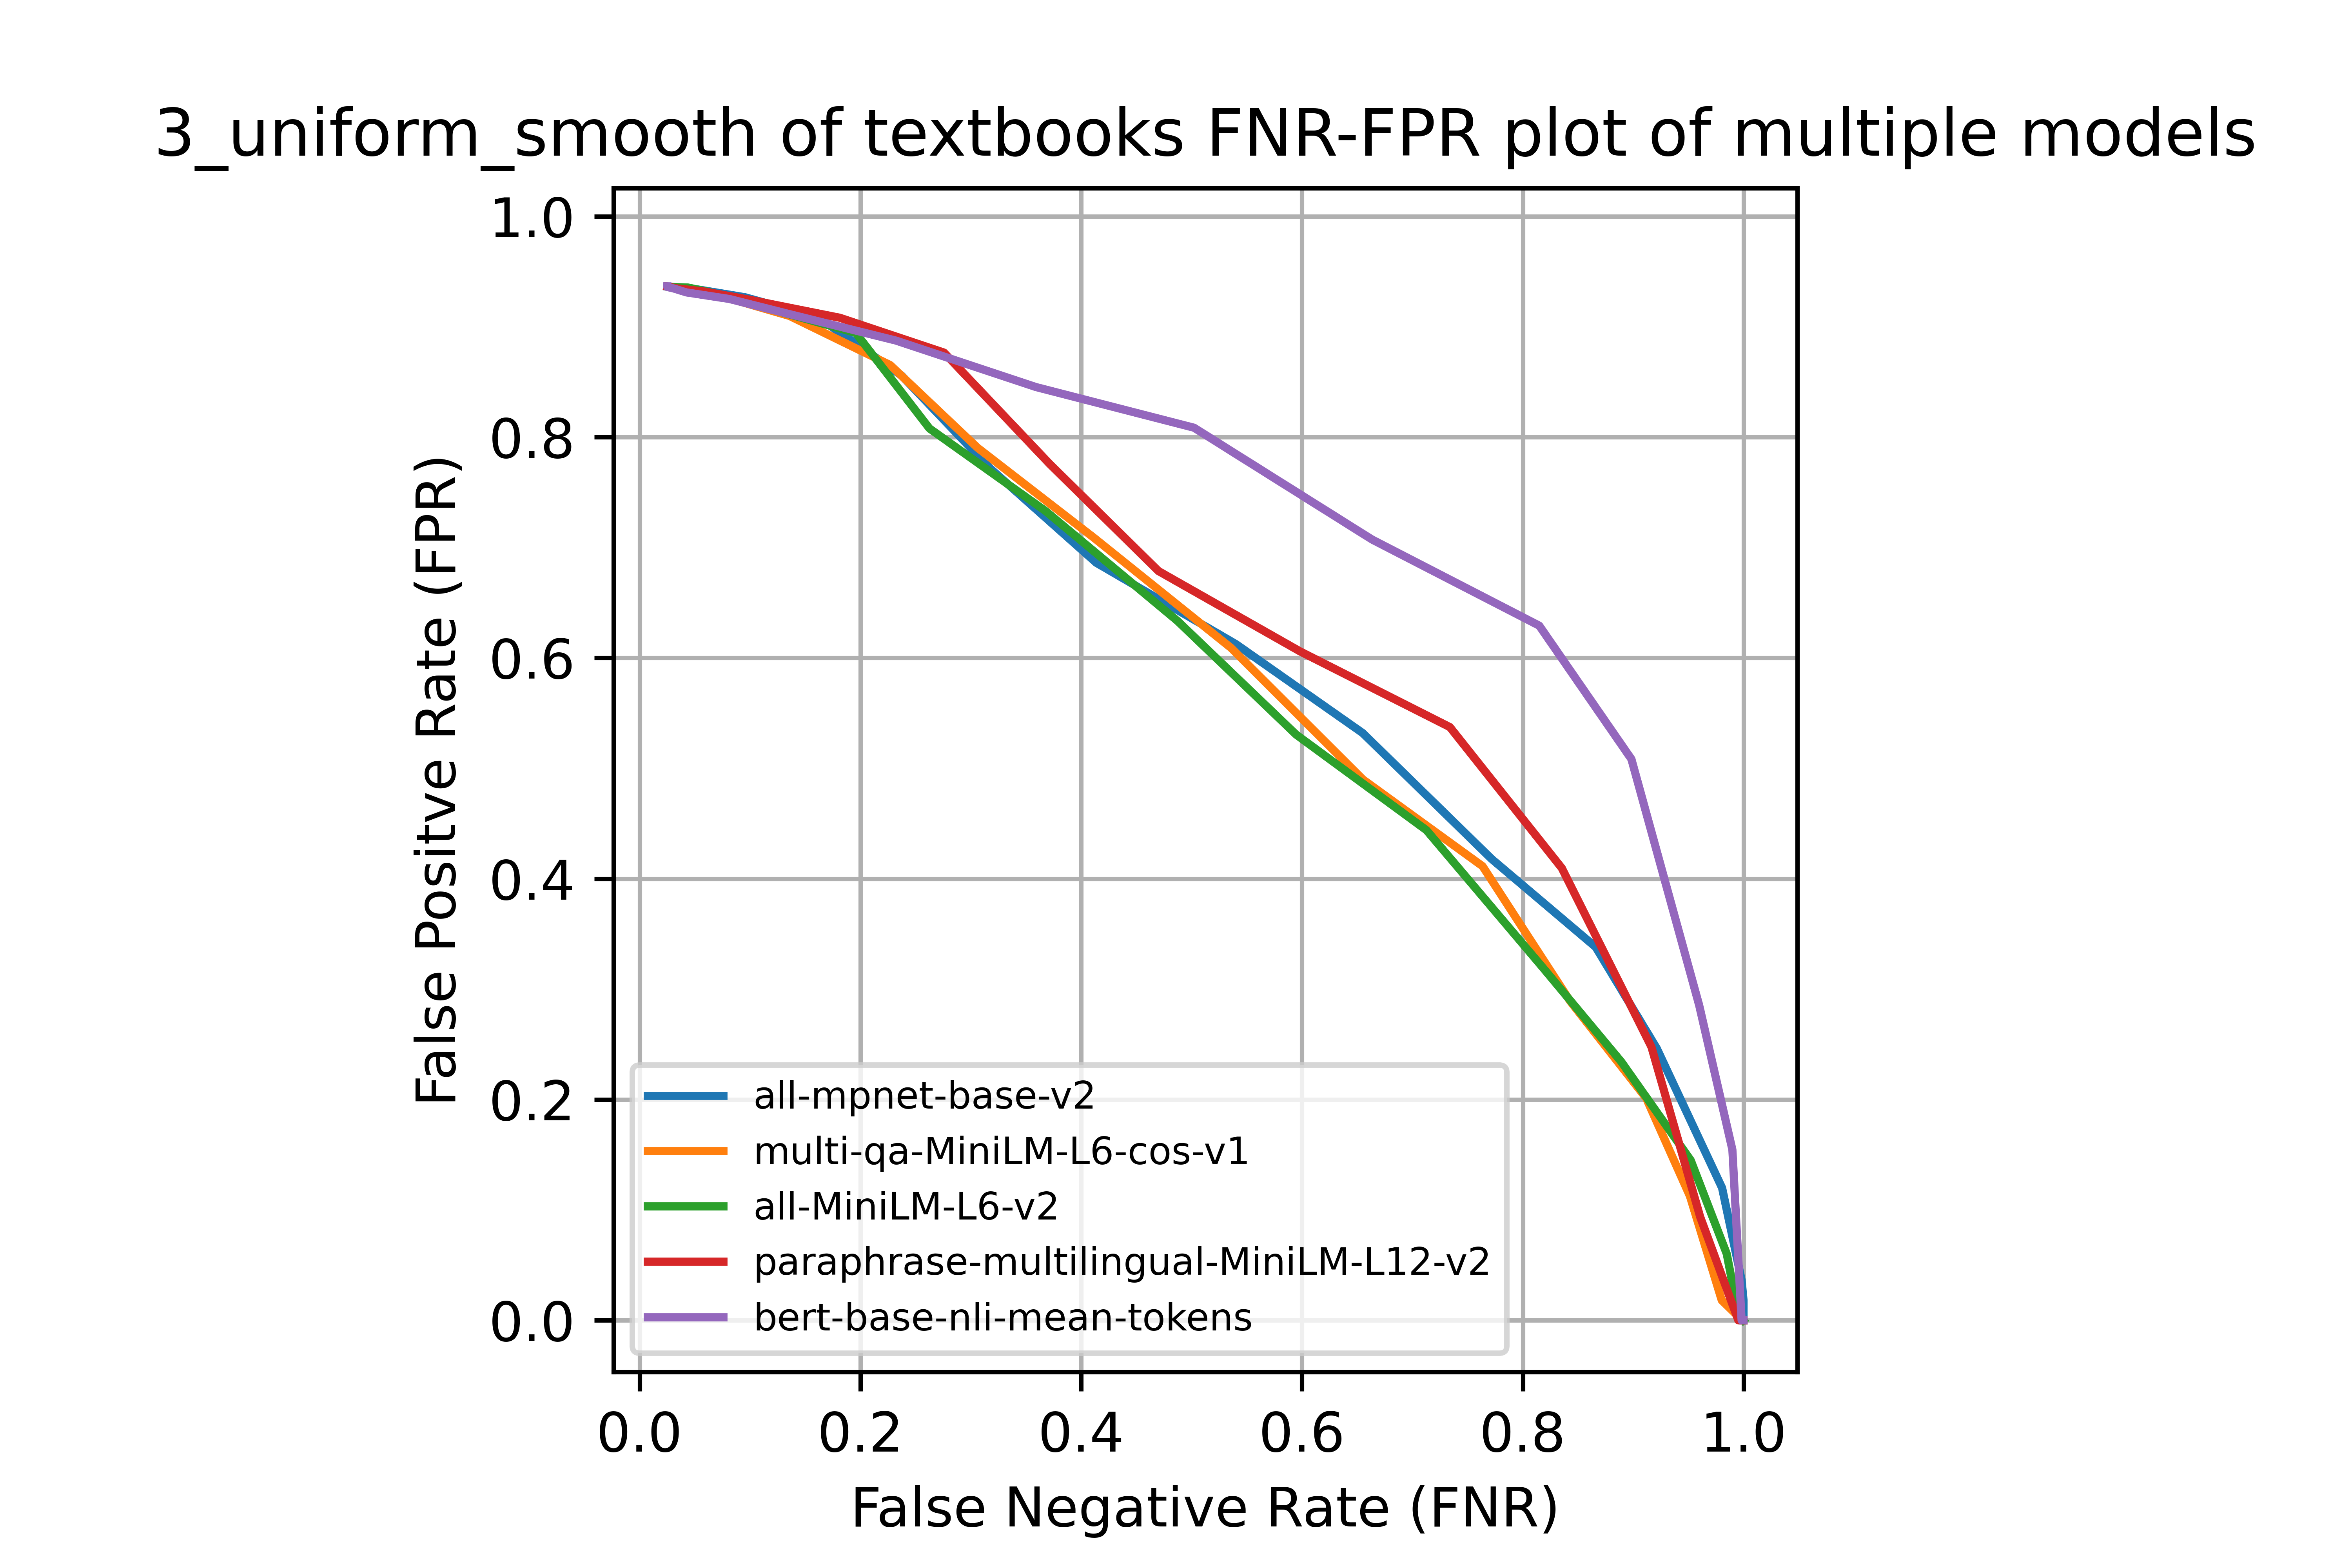 3_uniform_smooth of textbooks FNR-FPR plot of multiple models
1.0
0.8
0.6
0.4
0.2
0.0
False Positve Rate (FPR)
all-mpnet-base-v2
multi-qa-MiniLM-L6-cos-v1
all-MiniLM-L6-v2
paraphrase-multilingual-MiniLM-L12-v2
bert-base-nli-mean-tokens
0.0 0.2 0.4 0.6 0.8 1.0
False Negative Rate (FNR)